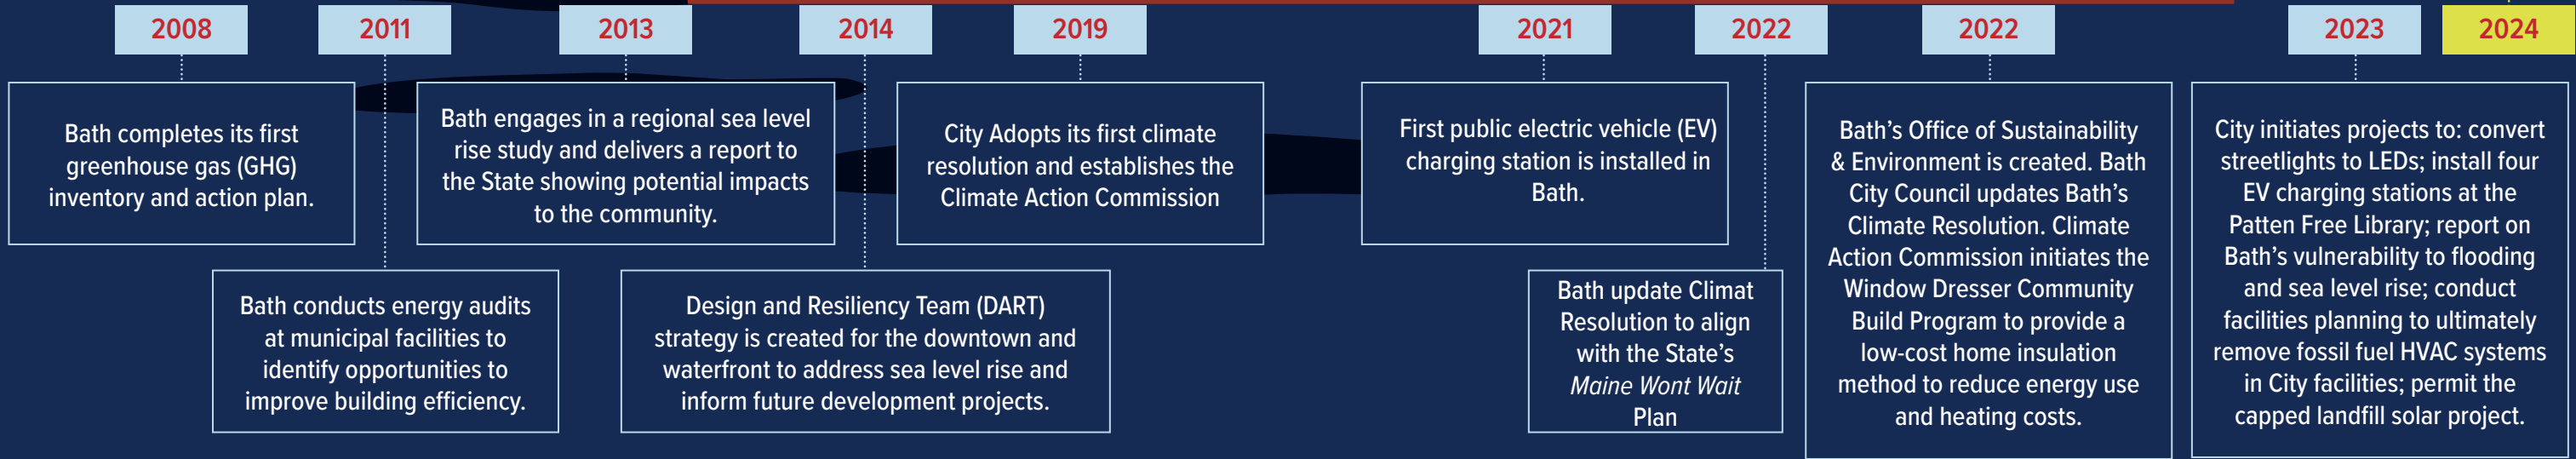 2008
Bath completes its first
greenhouse gas (GHG)
inventory and action plan.
2011
Bath conducts energy audits
at municipal facilities to
identify opportunities to
improve building efficiency.
2013
Bath engages in a regional sea level
rise study and delivers a report to
the State showing potential impacts
to the community.
2014
Design and Resiliency Team (DART)
strategy is created for the downtown and
waterfront to address sea level rise and
inform future development projects.
2019
City Adopts its first climate
resolution and establishes the
Climate Action Commission
2021
First public electric vehicle (EV)
charging station is installed in
Bath.
2022
Bath update Climat
Resolution to align
with the State’s
Maine Wont Wait
Plan
2022
Bath’s Office of Sustainability
& Environment is created. Bath
City Council updates Bath’s
Climate Resolution. Climate
Action Commission initiates the
Window Dresser Community
Build Program to provide a
low-cost home insulation
method to reduce energy use
and heating costs.
2023
City initiates projects to: convert
streetlights to LEDs; install four
EV charging stations at the
Patten Free Library; report on
Bath’s vulnerability to flooding
and sea level rise; conduct
facilities planning to ultimately
remove fossil fuel HVAC systems
in City facilities; permit the
capped landfill solar project.
2024